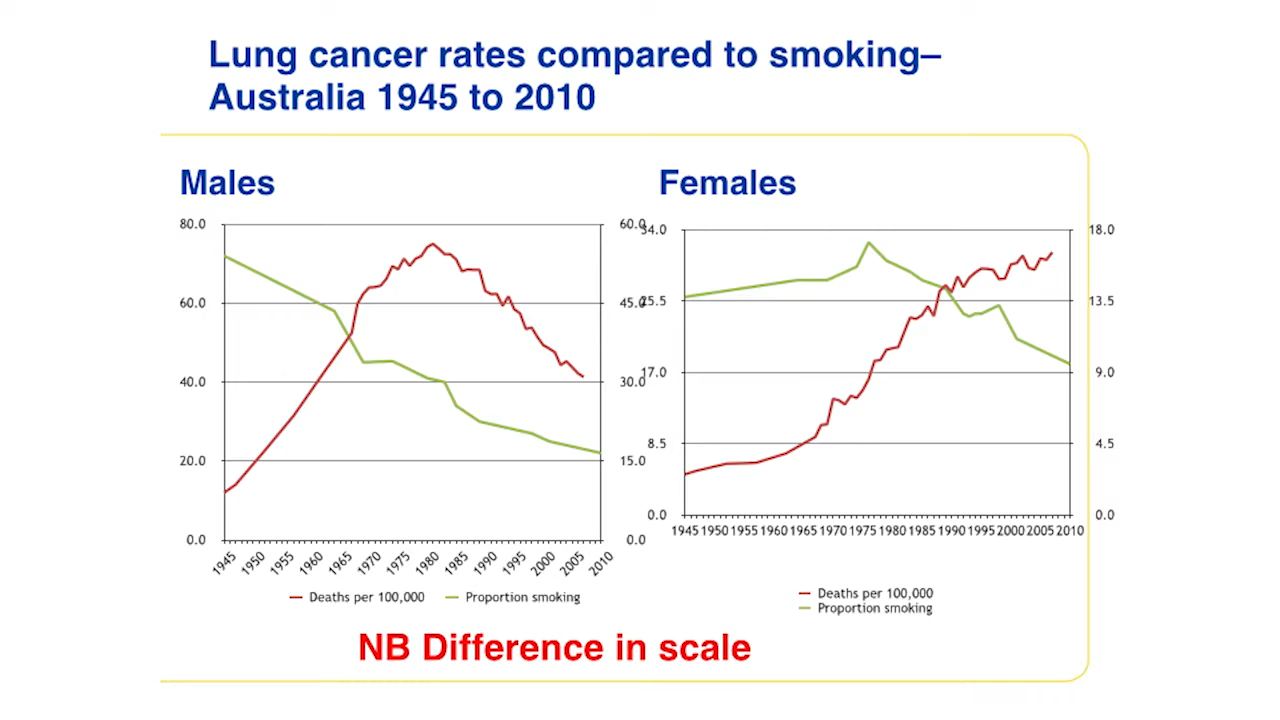 Lung cancer rates compared to smoking–
Australia 1945 to 2010
Males
80.0
60.0
40.0
20.0
0.0
60.0
45.0
30.0
15.0
0.0
1945 1950 1955 1960 1965 1970 1975 1980 1985 1990 1995 2000 2005 2010
Deaths per 100,000 Proportion smoking
Females
34.0
25.5
17.0
8.5
0.0
18.0
13.5
9.0
4.5
0.0
1945 1950 1955 1960 1965 1970 1975 1980 1985 1990 1995 2000 2005 2010
Deaths per 100,000
Proportion smoking
NB Difference in scale